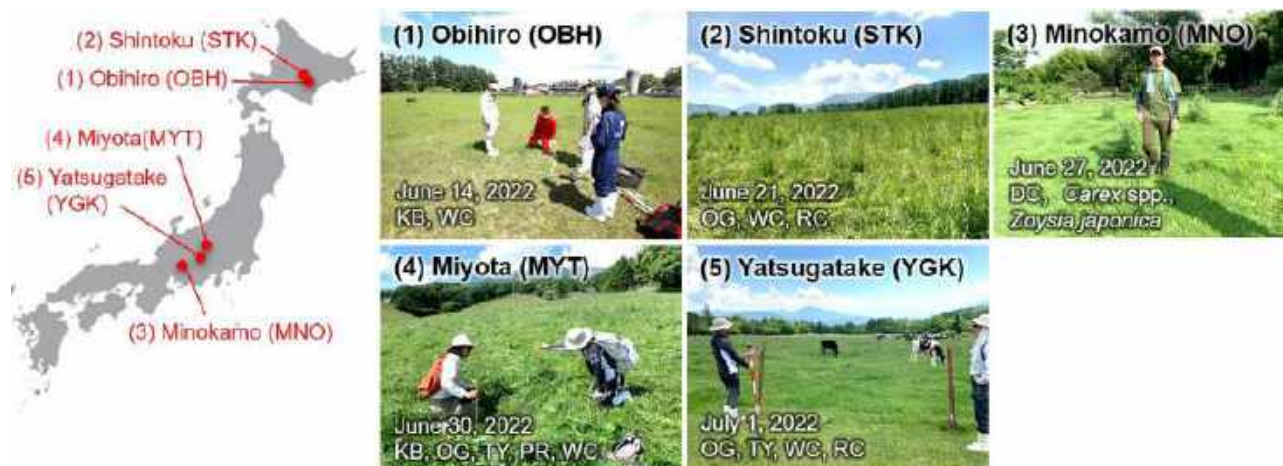 (2) Shintoku (STK)
(1) Obihiro (OBH)
(4) Miyota(MYT)
(5) Yatsugatake
(YGK)
(3) Minokamo (MNO)
(1) Obihiro (OBH)
June 14, 2022
KB, WC
(2) Shintoku (STK)
June 21, 2022
OG, WC, RC
(3) Minokamo (MNO)
June 27, 2022
DC, Carex spp.,
Zoysia japonica
(4) Miyota (MYT)
June 30, 2022
KB, OG, TY, PR, WC
(5) Yatsugatake (YGK)
July 1, 2022
OG, TY, WC, RC